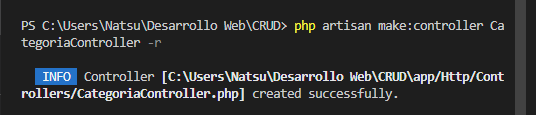 PS C:\Users\Natsu\Desarrollo Web\CRUD> php artisan make:controller Ca
tegoriaController -r
INFO Controller [C:\Users\Natsu\Desarrollo Web\CRUD\app/Http/Cont
rollers/CategoriaController.php] created successfully.